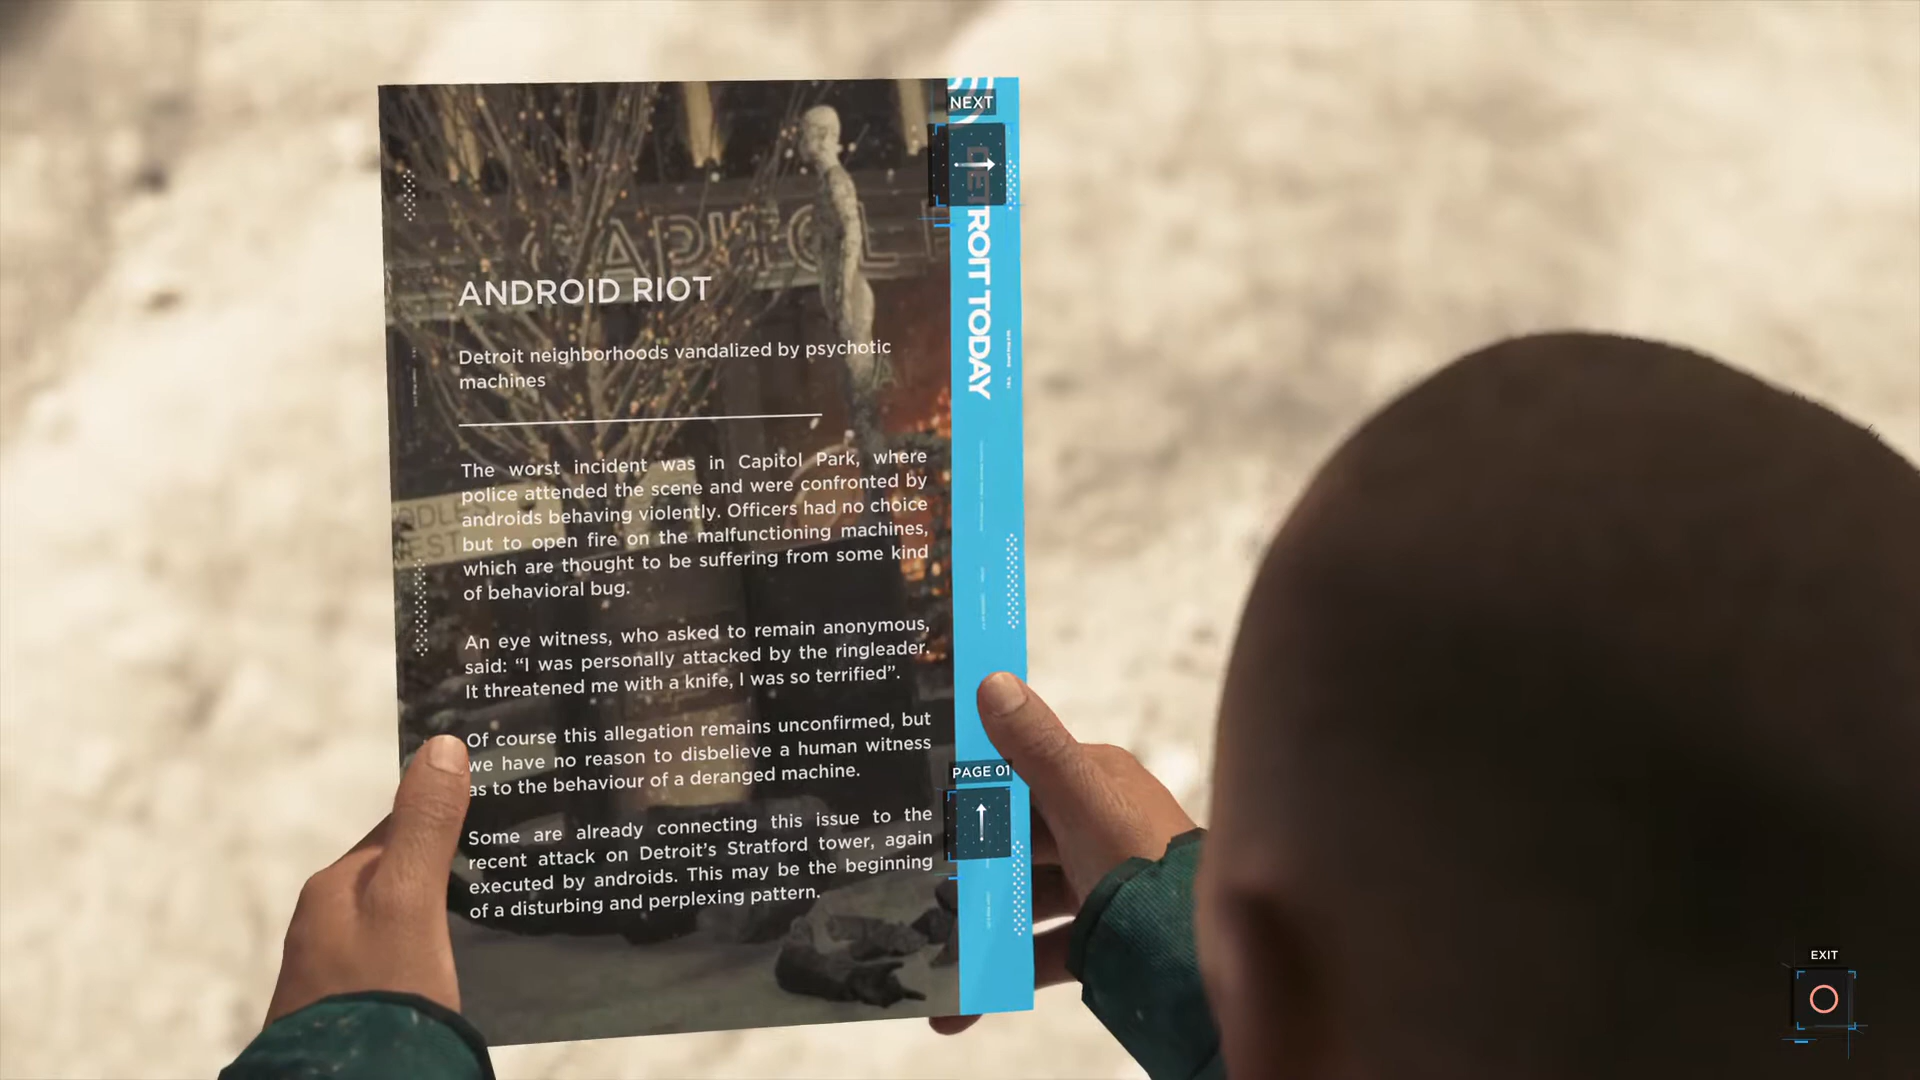 NEXT
DETROIT TODAY
CAPITOL
ANDROID RIOT
Detroit neighborhoods vandalized by psychotic
machines
The worst incident was in Capitol Park, where
police attended the scene and were confronted by
androids behaving violently. Officers had no choice
but to open fire on the malfunctioning machines,
which are thought to be suffering from some kind
of behavioral bug.
An eye witness, who asked to remain anonymous,
said: “I was personally attacked by the ringleader.
It threatened me with a knife, I was so terrified”.
Of course this allegation remains unconfirmed, but
we have no reason to disbelieve a human witness
as to the behaviour of a deranged machine.
Some are already connecting this issue to the
recent attack on Detroit’s Stratford tower, again
executed by androids. This may be the beginning
of a disturbing and perplexing pattern.
PAGE 01
EXIT